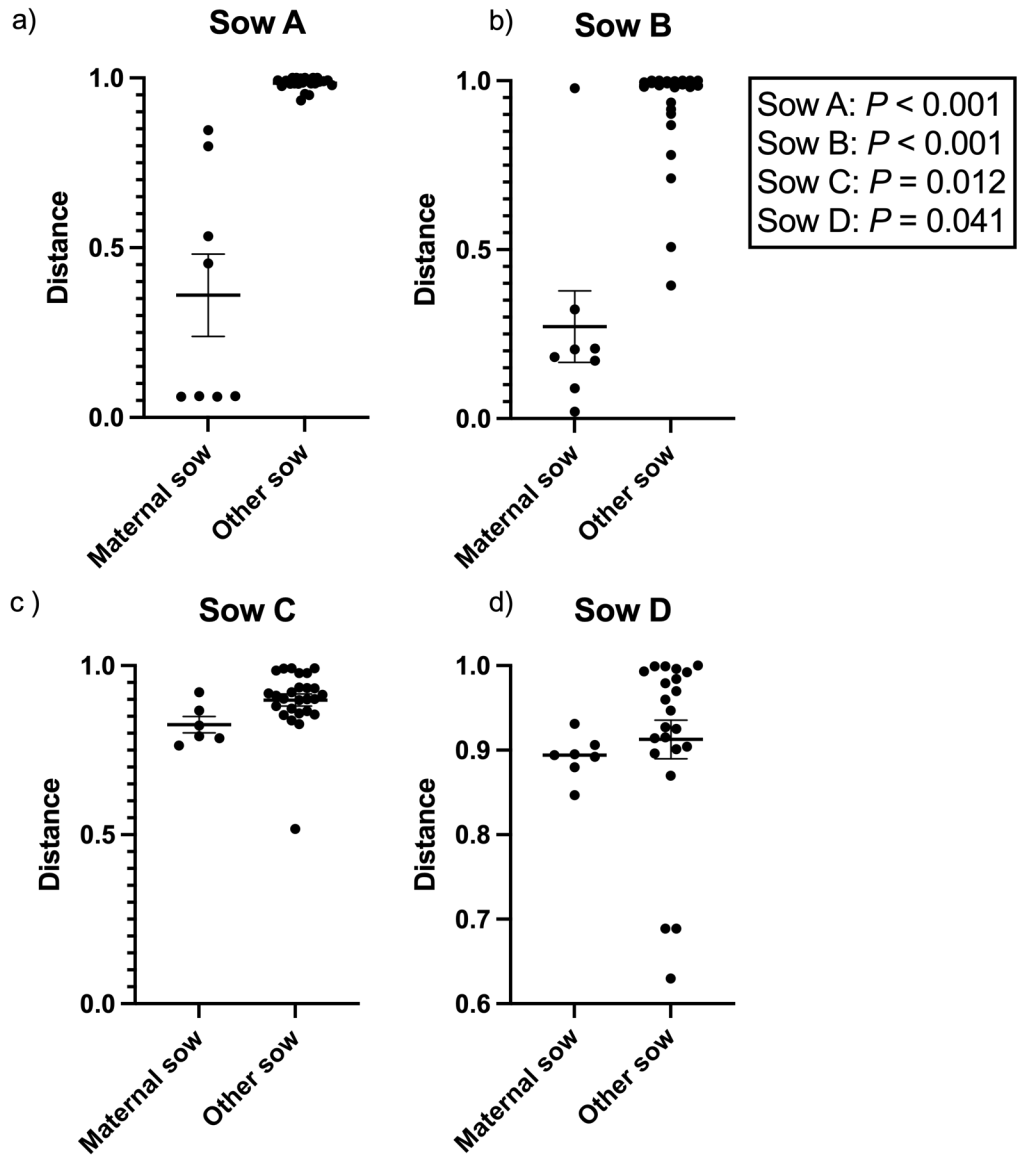 a)
Sow A
1.0
0.5
0.0
Distance
Maternal sow
Other sow
b)
Sow B
1.0
0.5
0.0
Distance
Maternal sow
Other sow
Sow A: P < 0.001
Sow B: P < 0.001
Sow C: P = 0.012
Sow D: P = 0.041
c )
Sow C
1.0
0.5
0.0
Distance
Maternal sow
Other sow
d)
Sow D
1.0
0.9
0.8
0.7
0.6
Distance
Maternal sow
Other sow